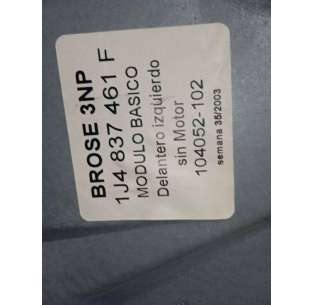 BROSE 3NP
1J4 837 461 F
MODULO BASICO
Delantero izquierdo
sin Motor
104052-102
semana 35/2003